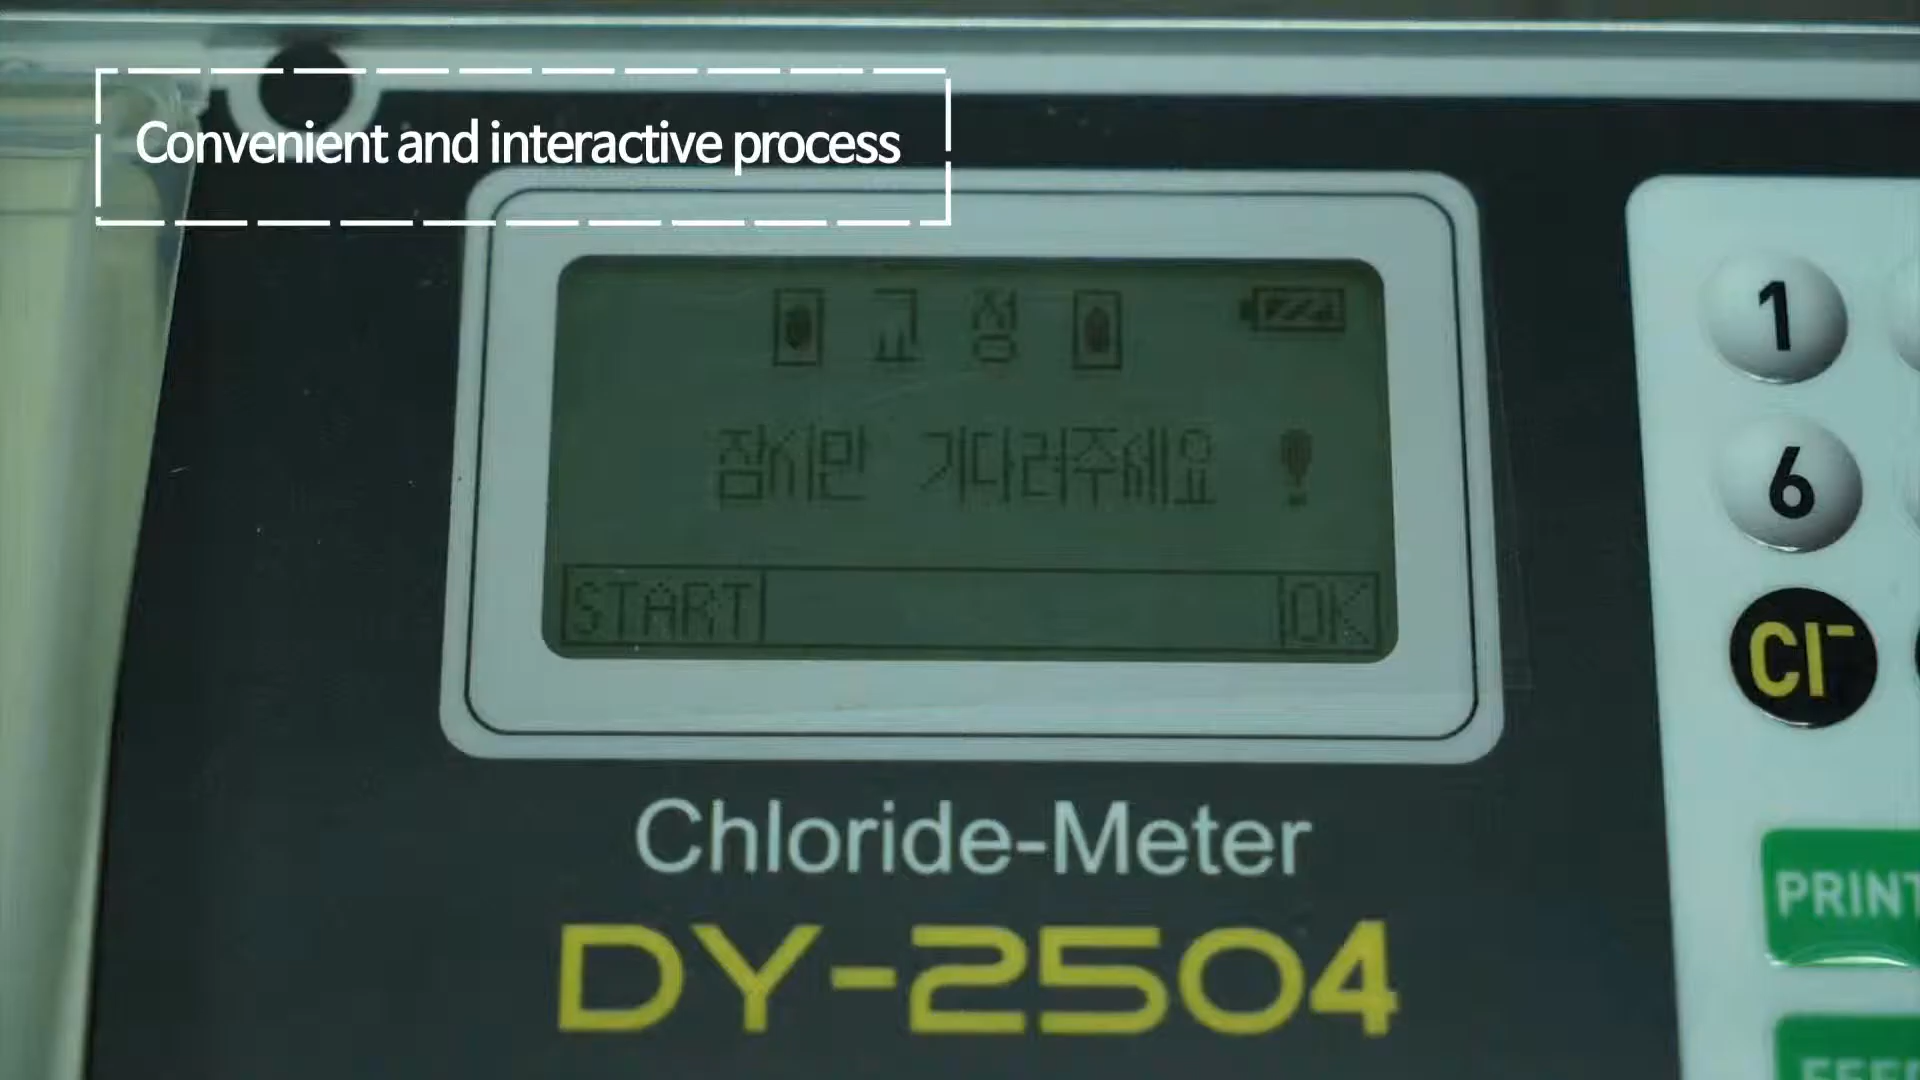 Convenient and interactive process
교 정
잠시만 기다려주세요 !
START OK
1
6
Cl⁻
Chloride-Meter
PRINT
DY-2504
FEED